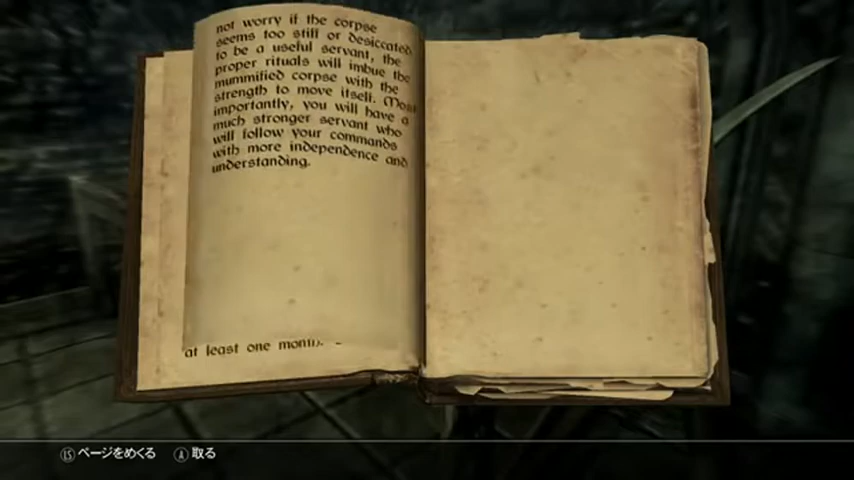 not worry if the corpse
seems too still or desiccated
to be a useful servant, the
proper rituals will imbue the
mummified corpse with the
strength to move itself. Most
importantly, you will have a
much stronger servant who
will follow your commands
with more independence and
understanding.
at least one month.
LS ページをめくる A 取る